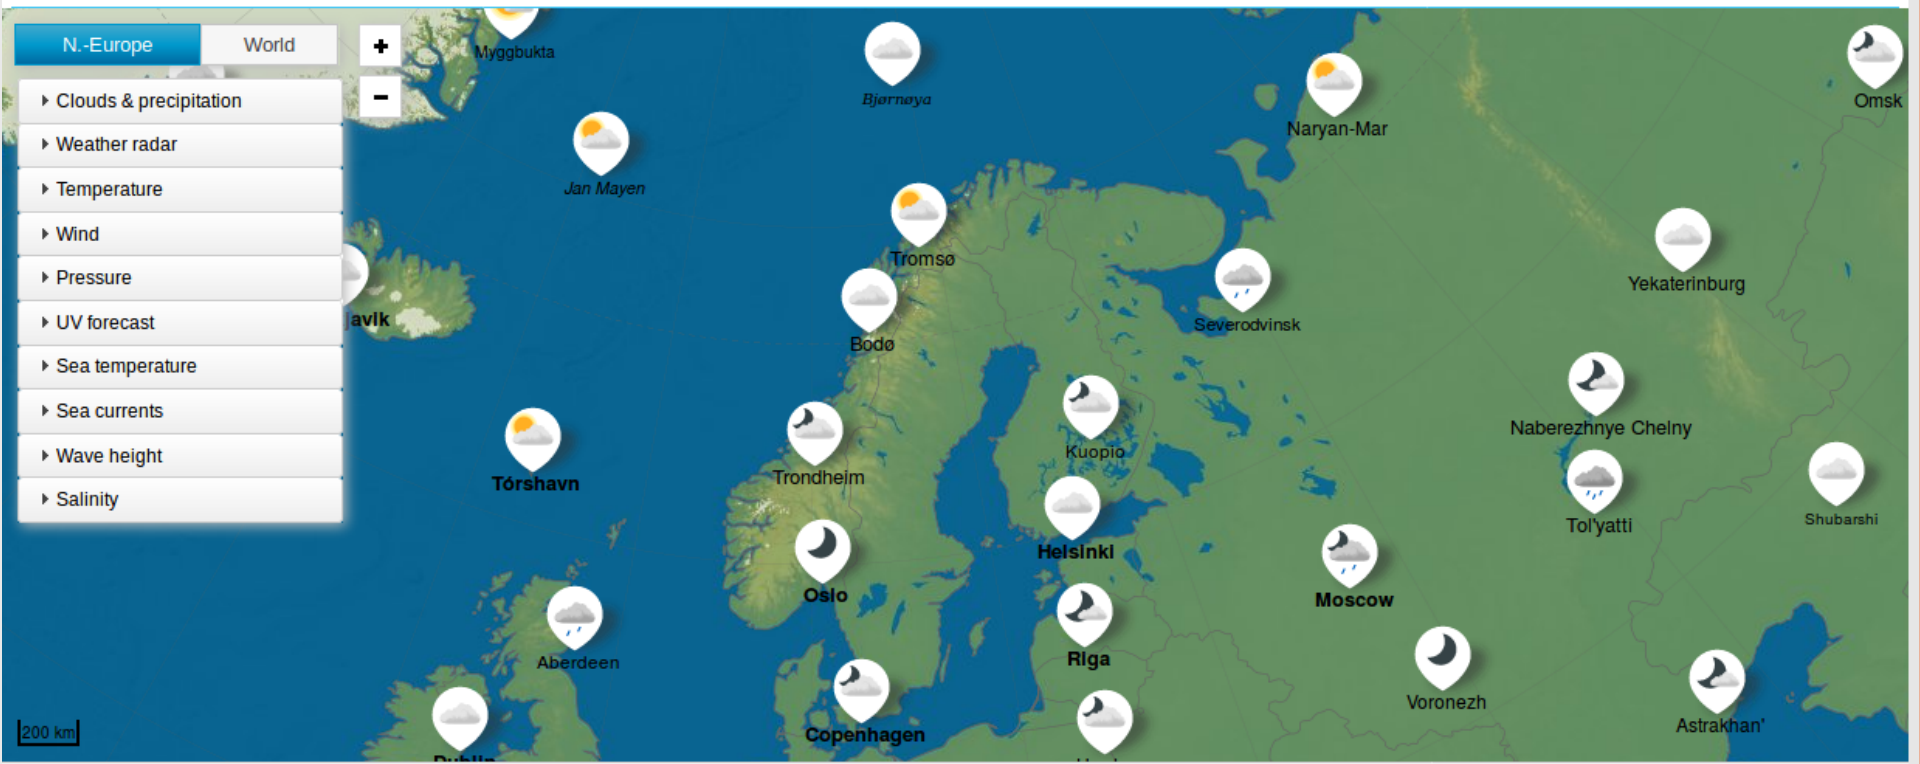 N.-Europe
World
+
−
Clouds & precipitation
Weather radar
Temperature
Wind
Pressure
UV forecast
Sea temperature
Sea currents
Wave height
Salinity
200 km
Myggbukta
Bjørnøya
Omsk
Naryan-Mar
Jan Mayen
Tromsø
Yekaterinburg
javik
Severodvinsk
Bodø
Naberezhnye Chelny
Kuopio
Trondheim
Tórshavn
Shubarshi
Tol'yatti
Helsinki
Oslo
Moscow
Riga
Aberdeen
Voronezh
Astrakhan'
Copenhagen
Dublin